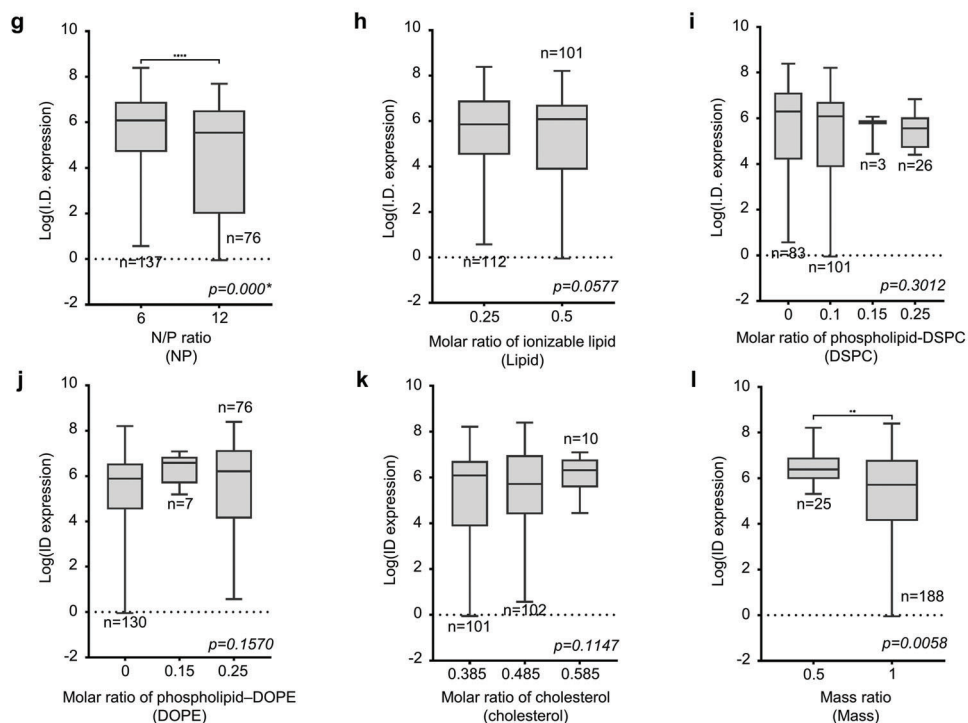 g
10
8
6
4
2
0
-2
Log(I.D. expression)
····
n=137
n=76
p=0.000*
6
12
N/P ratio
(NP)
h
10
8
6
4
2
0
-2
Log(I.D. expression)
n=101
n=112
p=0.0577
0.25
0.5
Molar ratio of ionizable lipid
(Lipid)
i
10
8
6
4
2
0
-2
Log(I.D. expression)
n=3
n=26
n=83
n=101
p=0.3012
0
0.1
0.15
0.25
Molar ratio of phospholipid-DSPC
(DSPC)
j
10
8
6
4
2
0
-2
Log(ID expression)
n=76
n=7
n=130
p=0.1570
0
0.15
0.25
Molar ratio of phospholipid–DOPE
(DOPE)
k
10
8
6
4
2
0
-2
Log(ID expression)
n=10
n=101
n=102
p=0.1147
0.385
0.485
0.585
Molar ratio of cholesterol
(cholesterol)
l
10
8
6
4
2
0
-2
Log(ID expression)
··
n=25
n=188
p=0.0058
0.5
1
Mass ratio
(Mass)